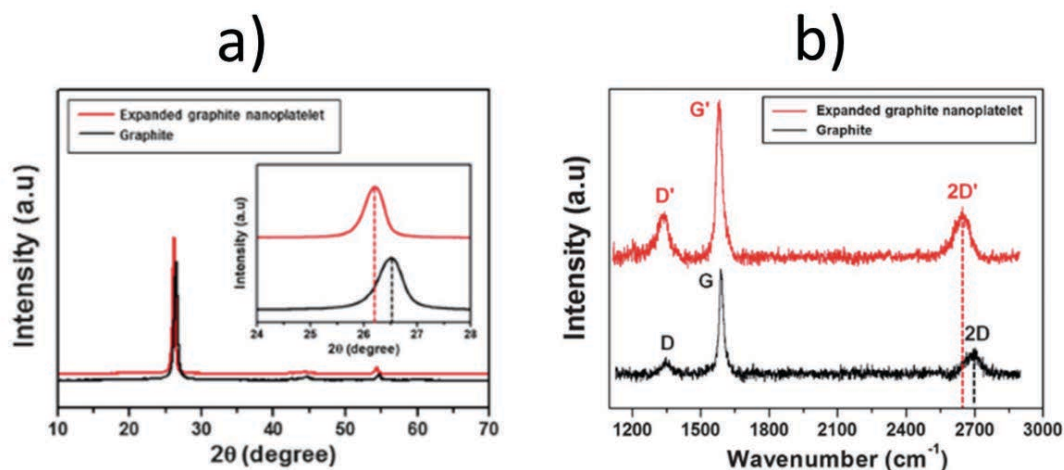 a)
Expanded graphite nanoplatelet
Graphite
Intensity (a.u)
Intensity (a.u)
24 25 26 27 28
2θ (degree)
10 20 30 40 50 60 70
2θ (degree)
b)
Expanded graphite nanoplatelet
Graphite
G'
D'
2D'
G
D
2D
Intensity (a.u)
1200 1500 1800 2100 2400 2700 3000
Wavenumber (cm⁻¹)